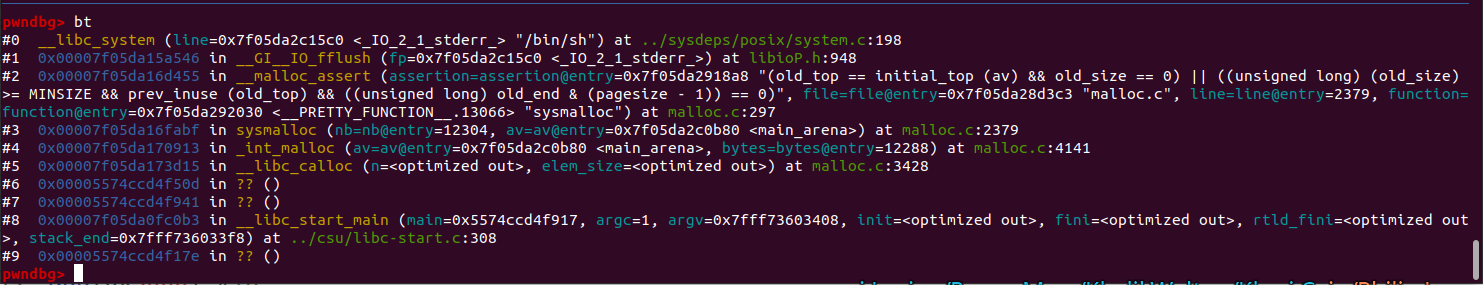 pwndbg> bt
#0  __libc_system (line=0x7f05da2c15c0 <_IO_2_1_stderr_> "/bin/sh") at ../sysdeps/posix/system.c:198
#1  0x00007f05da15a546 in __GI__IO_fflush (fp=0x7f05da2c15c0 <_IO_2_1_stderr_>) at libioP.h:948
#2  0x00007f05da16d455 in __malloc_assert (assertion=assertion@entry=0x7f05da2918a8 "(old_top == initial_top (av) && old_size == 0) || ((unsigned long) (old_size)
>= MINSIZE && prev_inuse (old_top) && ((unsigned long) old_end & (pagesize - 1)) == 0)", file=file@entry=0x7f05da28d3c3 "malloc.c", line=line@entry=2379, function=
function@entry=0x7f05da292030 <__PRETTY_FUNCTION__.13066> "sysmalloc") at malloc.c:297
#3  0x00007f05da16fabf in sysmalloc (nb=nb@entry=12304, av=av@entry=0x7f05da2c0b80 <main_arena>) at malloc.c:2379
#4  0x00007f05da170913 in _int_malloc (av=av@entry=0x7f05da2c0b80 <main_arena>, bytes=bytes@entry=12288) at malloc.c:4141
#5  0x00007f05da173d15 in __libc_calloc (n=<optimized out>, elem_size=<optimized out>) at malloc.c:3428
#6  0x00005574ccd4f50d in ?? ()
#7  0x00005574ccd4f941 in ?? ()
#8  0x00007f05da0fc0b3 in __libc_start_main (main=0x5574ccd4f917, argc=1, argv=0x7fff73603408, init=<optimized out>, fini=<optimized out>, rtld_fini=<optimized out
>, stack_end=0x7fff736033f8) at ../csu/libc-start.c:308
#9  0x00005574ccd4f17e in ?? ()
pwndbg>